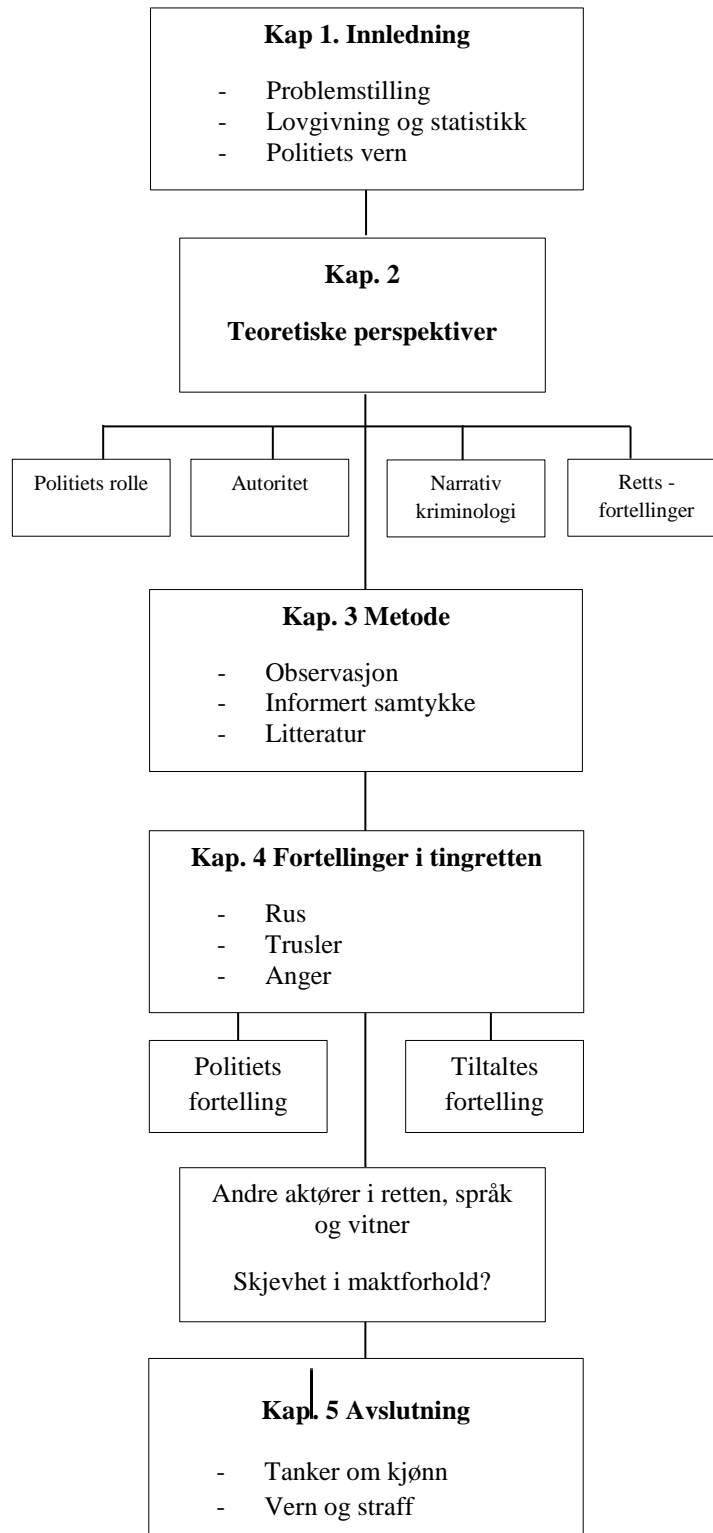 Kap 1. Innledning
- Problemstilling
- Lovgivning og statistikk
- Politiets vern
Kap. 2
Teoretiske perspektiver
Politiets rolle
Autoritet
Narrativ
kriminologi
Retts -
fortellinger
Kap. 3 Metode
- Observasjon
- Informert samtykke
- Litteratur
Kap. 4 Fortellinger i tingretten
- Rus
- Trusler
- Anger
Politiets
fortelling
Tiltaltes
fortelling
Andre aktører i retten, språk
og vitner
Skjevhet i maktforhold?
Kap. 5 Avslutning
- Tanker om kjønn
- Vern og straff